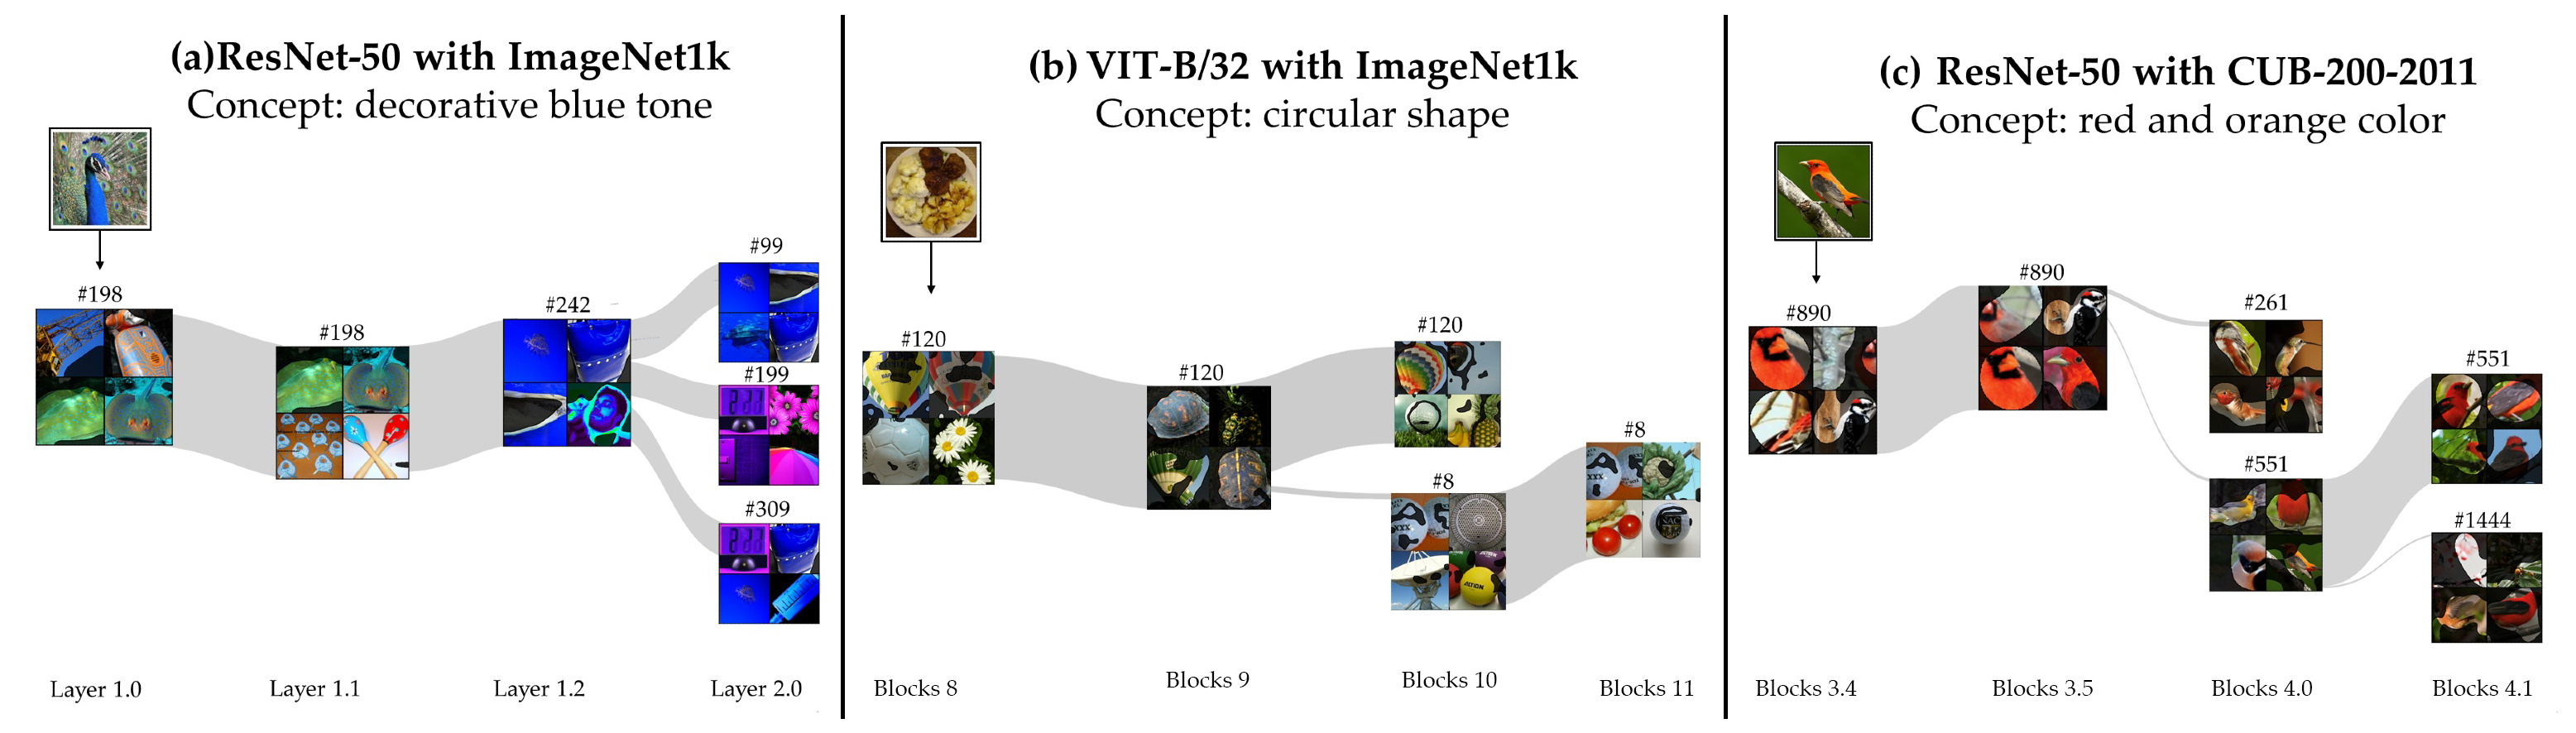 (a)ResNet-50 with ImageNet1k
Concept: decorative blue tone
#198
#198
#242
#99
#199
#309
Layer 1.0
Layer 1.1
Layer 1.2
Layer 2.0
(b) VIT-B/32 with ImageNet1k
Concept: circular shape
#120
#120
#120
#8
#8
Blocks 8
Blocks 9
Blocks 10
Blocks 11
(c) ResNet-50 with CUB-200-2011
Concept: red and orange color
#890
#890
#261
#551
#551
#1444
Blocks 3.4
Blocks 3.5
Blocks 4.0
Blocks 4.1